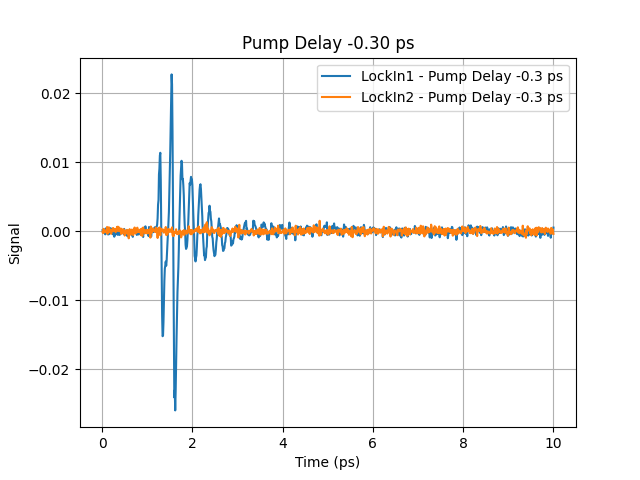 Pump Delay -0.30 ps
LockIn1 - Pump Delay -0.3 ps
LockIn2 - Pump Delay -0.3 ps
0.02
0.01
0.00
−0.01
−0.02
Signal
0 2 4 6 8 10
Time (ps)